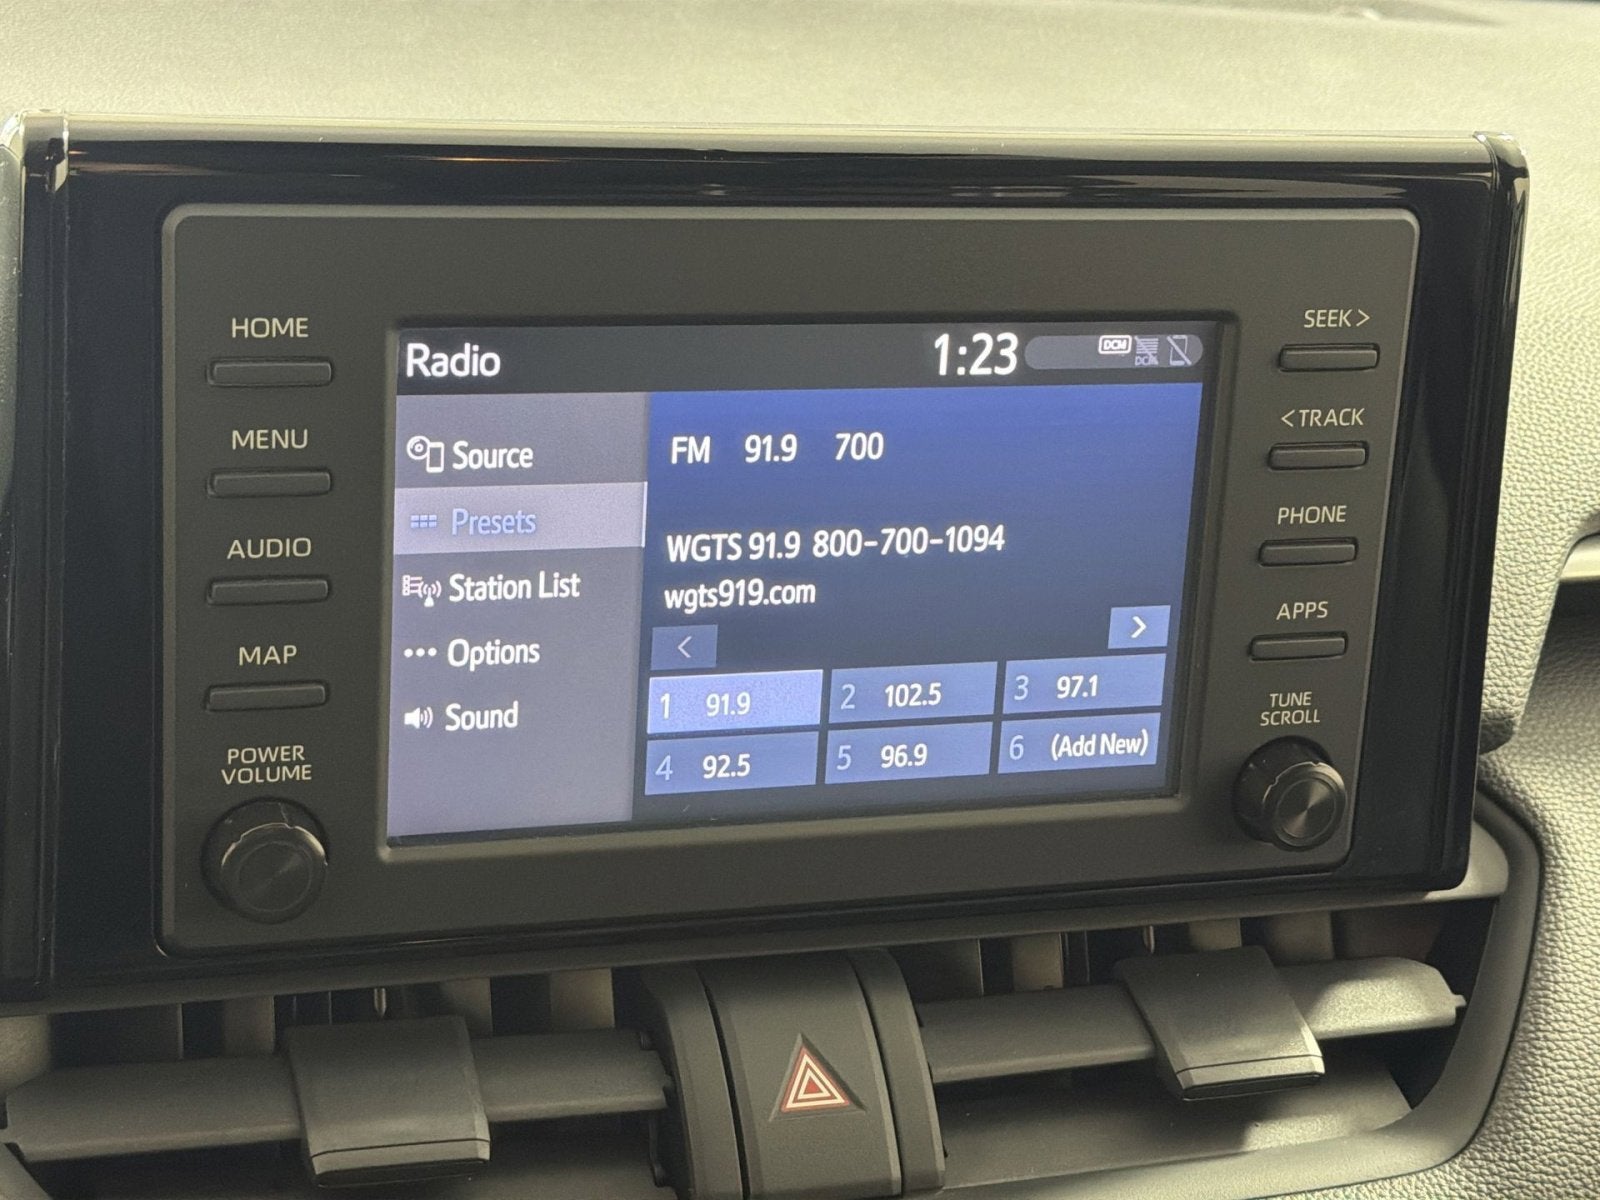 HOME
MENU
AUDIO
MAP
POWER
VOLUME
Radio
1:23
DCM
DCM
Source
Presets
Station List
Options
Sound
FM 91.9 700
WGTS 91.9 800-700-1094
wgts919.com
<
>
1 91.9
2 102.5
3 97.1
4 92.5
5 96.9
6 (Add New)
SEEK >
< TRACK
PHONE
APPS
TUNE
SCROLL